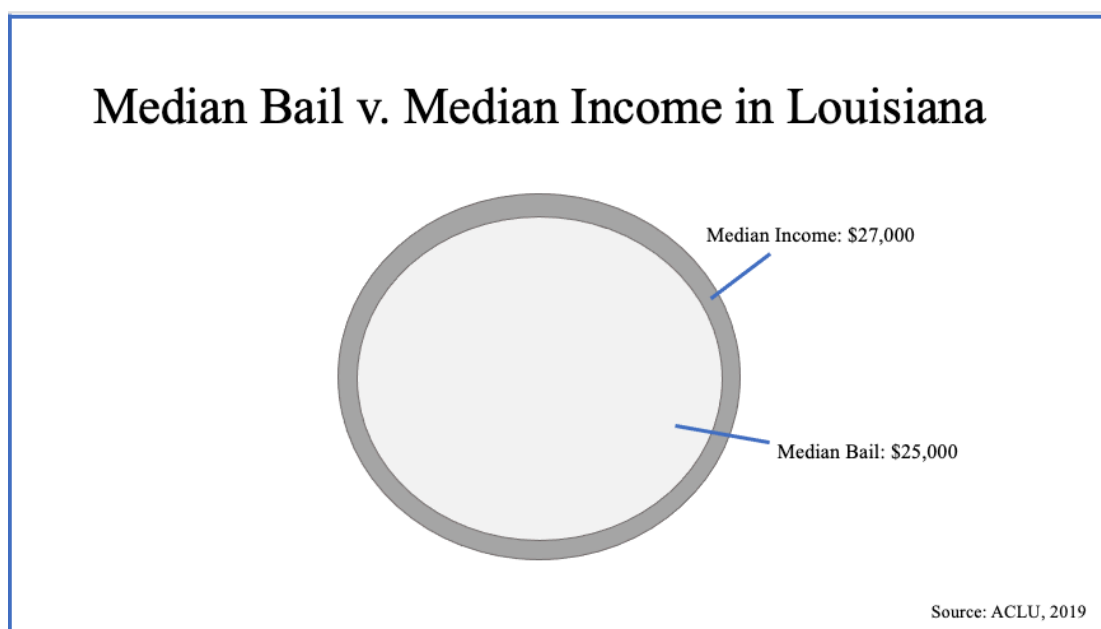 Median Bail v. Median Income in Louisiana
Median Income: $27,000
Median Bail: $25,000
Source: ACLU, 2019